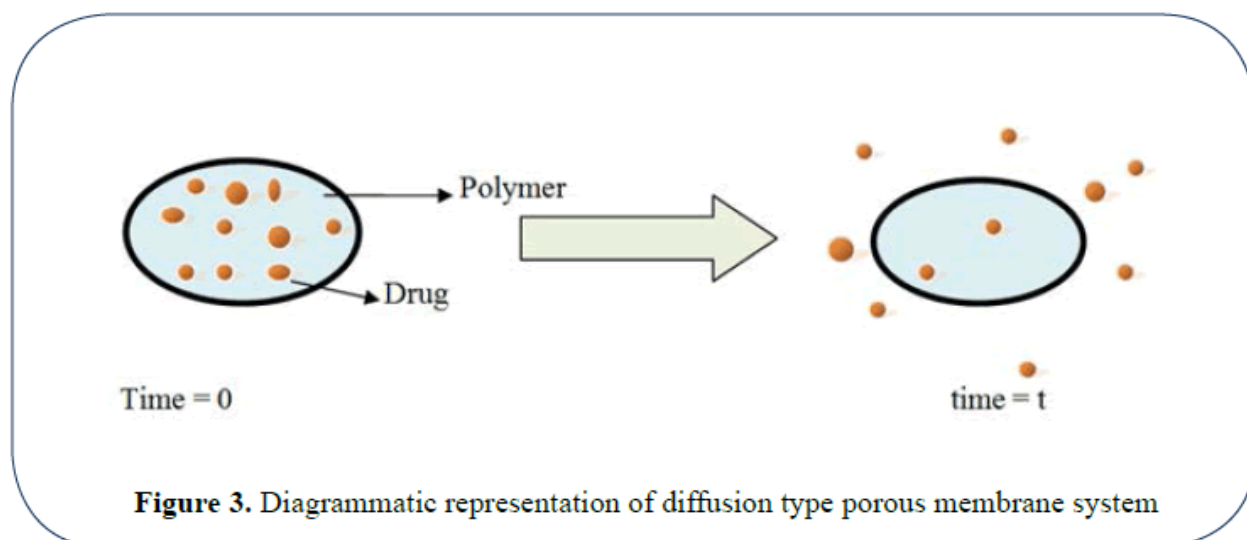 Polymer
Drug
Time = 0
time = t
Figure 3. Diagrammatic representation of diffusion type porous membrane system